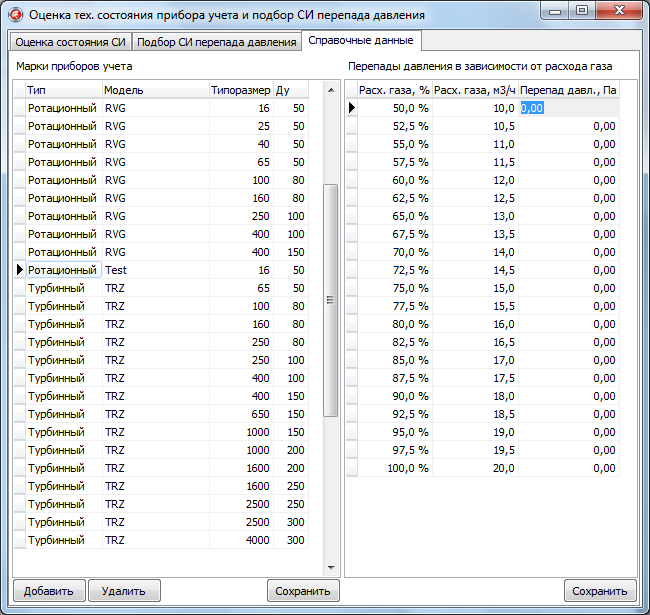 Оценка тех. состояния прибора учета и подбор СИ перепада давления
Оценка состояния СИ Подбор СИ перепада давления Справочные данные
Марки приборов учета
Тип Модель Типоразмер Ду
Ротационный RVG 16 50
Ротационный RVG 25 50
Ротационный RVG 40 50
Ротационный RVG 65 50
Ротационный RVG 100 80
Ротационный RVG 160 80
Ротационный RVG 250 100
Ротационный RVG 400 100
Ротационный RVG 400 150
Ротационный Test 16 50
Турбинный TRZ 65 50
Турбинный TRZ 100 80
Турбинный TRZ 160 80
Турбинный TRZ 250 80
Турбинный TRZ 250 100
Турбинный TRZ 400 100
Турбинный TRZ 400 150
Турбинный TRZ 650 150
Турбинный TRZ 1000 150
Турбинный TRZ 1000 200
Турбинный TRZ 1600 200
Турбинный TRZ 1600 250
Турбинный TRZ 2500 250
Турбинный TRZ 2500 300
Турбинный TRZ 4000 300
Добавить Удалить Сохранить
Перепады давления в зависимости от расхода газа
Расх. газа, % Расх. газа, м3/ч Перепад давл., Па
50,0 % 10,0 0,00
52,5 % 10,5 0,00
55,0 % 11,0 0,00
57,5 % 11,5 0,00
60,0 % 12,0 0,00
62,5 % 12,5 0,00
65,0 % 13,0 0,00
67,5 % 13,5 0,00
70,0 % 14,0 0,00
72,5 % 14,5 0,00
75,0 % 15,0 0,00
77,5 % 15,5 0,00
80,0 % 16,0 0,00
82,5 % 16,5 0,00
85,0 % 17,0 0,00
87,5 % 17,5 0,00
90,0 % 18,0 0,00
92,5 % 18,5 0,00
95,0 % 19,0 0,00
97,5 % 19,5 0,00
100,0 % 20,0 0,00
Сохранить